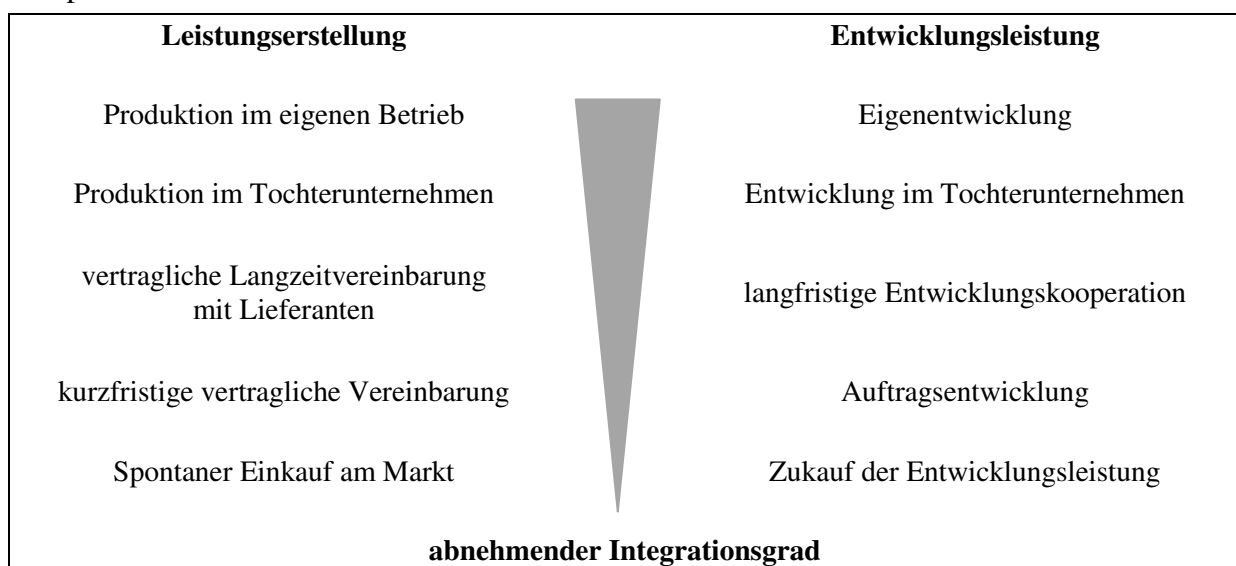 Leistungserstellung
Entwicklungsleistung
Produktion im eigenen Betrieb
Eigenentwicklung
Produktion im Tochterunternehmen
Entwicklung im Tochterunternehmen
vertragliche Langzeitvereinbarung
mit Lieferanten
langfristige Entwicklungskooperation
kurzfristige vertragliche Vereinbarung
Auftragsentwicklung
Spontaner Einkauf am Markt
Zukauf der Entwicklungsleistung
abnehmender Integrationsgrad